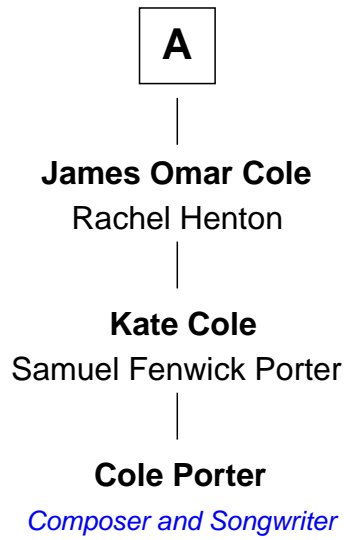 A
James Omar Cole
Rachel Henton
Kate Cole
Samuel Fenwick Porter
Cole Porter
Composer and Songwriter